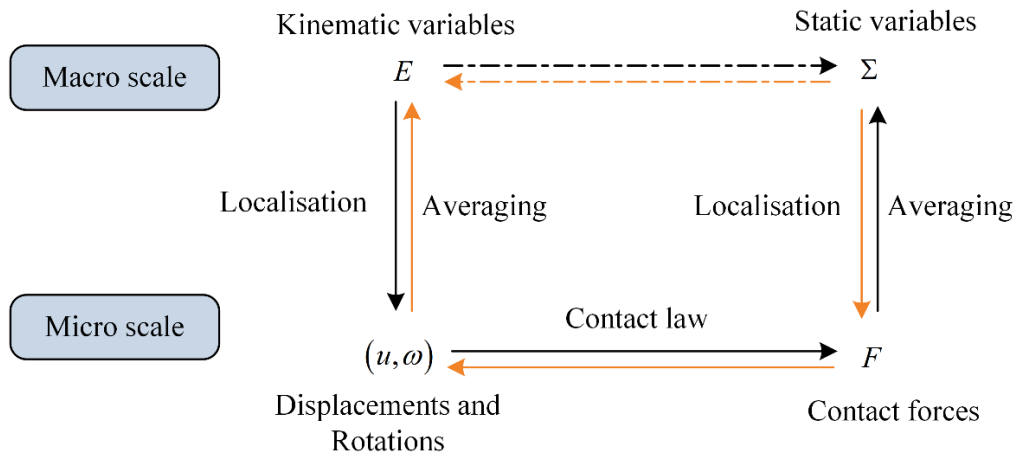 Kinematic variables
Static variables
Macro scale
E
Σ
Localisation
Averaging
Localisation
Averaging
Micro scale
Contact law
(u, ω)
F
Displacements and
Rotations
Contact forces